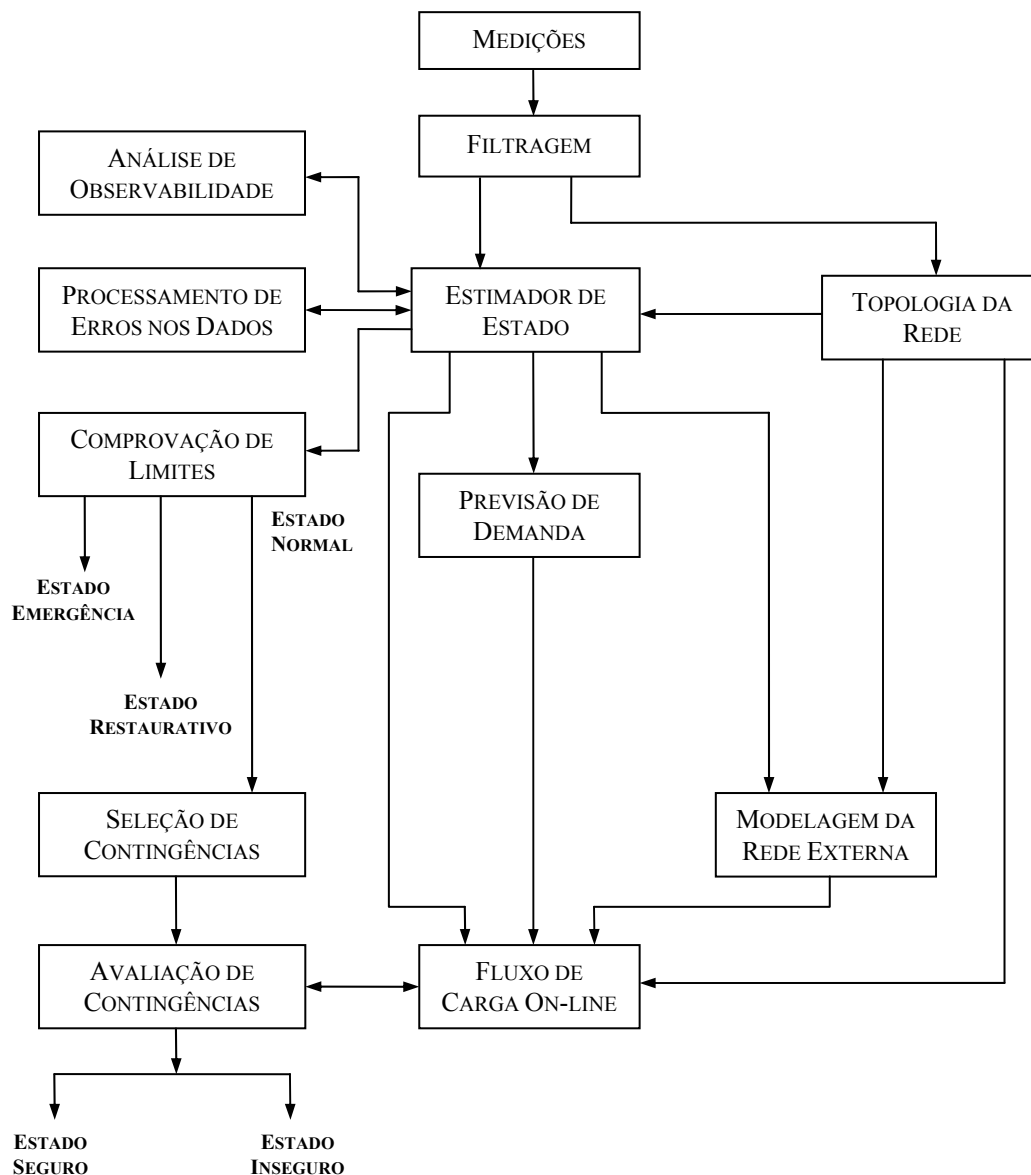 MEDIÇÕES
FILTRAGEM
ANÁLISE DE
OBSERVABILIDADE
PROCESSAMENTO DE
ERROS NOS DADOS
ESTIMADOR DE
ESTADO
TOPOLOGIA DA
REDE
COMPROVAÇÃO DE
LIMITES
ESTADO
NORMAL
PREVISÃO DE
DEMANDA
ESTADO
EMERGÊNCIA
ESTADO
RESTAURATIVO
SELEÇÃO DE
CONTINGÊNCIAS
MODELAGEM DA
REDE EXTERNA
AVALIAÇÃO DE
CONTINGÊNCIAS
FLUXO DE
CARGA ON-LINE
ESTADO
SEGURO
ESTADO
INSEGURO